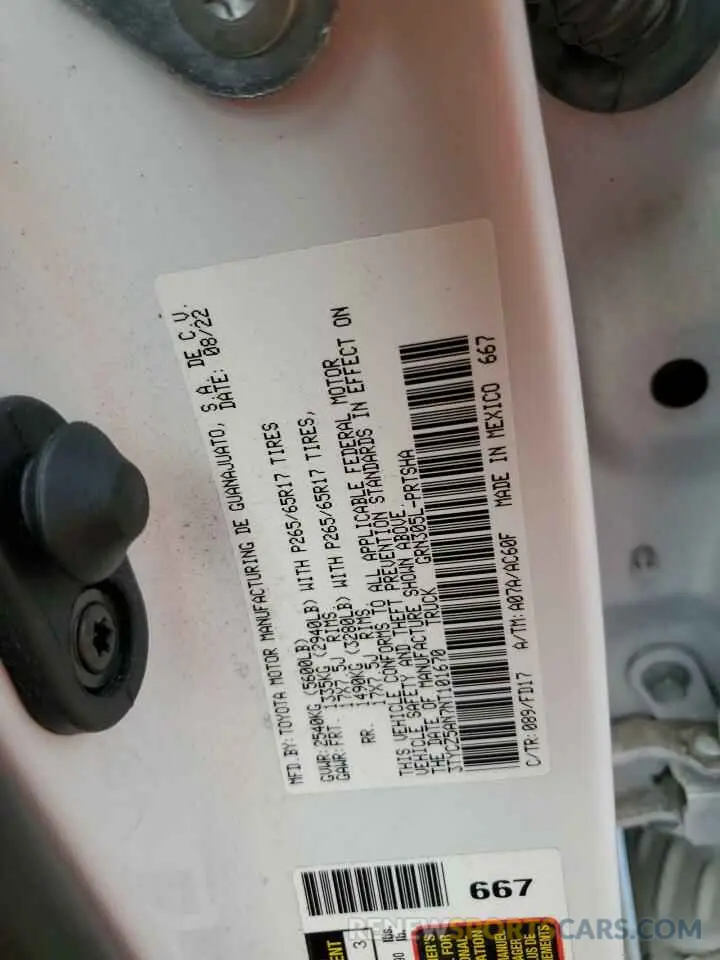 MFD.BY:TOYOTA MOTOR MANUFACTURING DE GUANAJUATO, S.A. DE C.V.
DATE: 08/22
GVWR:2540KG (5600LB)
GAWR:FRT. 1335KG (2940LB) WITH P265/65R17 TIRES
17X7.5J RIMS.
RR. 1490KG (3280LB) WITH P265/65R17 TIRES,
17X7.5J RIMS.
THIS VEHICLE CONFORMS TO ALL APPLICABLE FEDERAL MOTOR
VEHICLE SAFETY AND THEFT PREVENTION STANDARDS IN EFFECT ON
THE DATE OF MANUFACTURE SHOWN ABOVE.
3TYCZ5AN7NT101670 TRUCK GRN305L-PRTSHA
C/TR:089/FD17 A/TM:A07A/AC60F MADE IN MEXICO 667
667
RENEWSPORTSCARS.COM